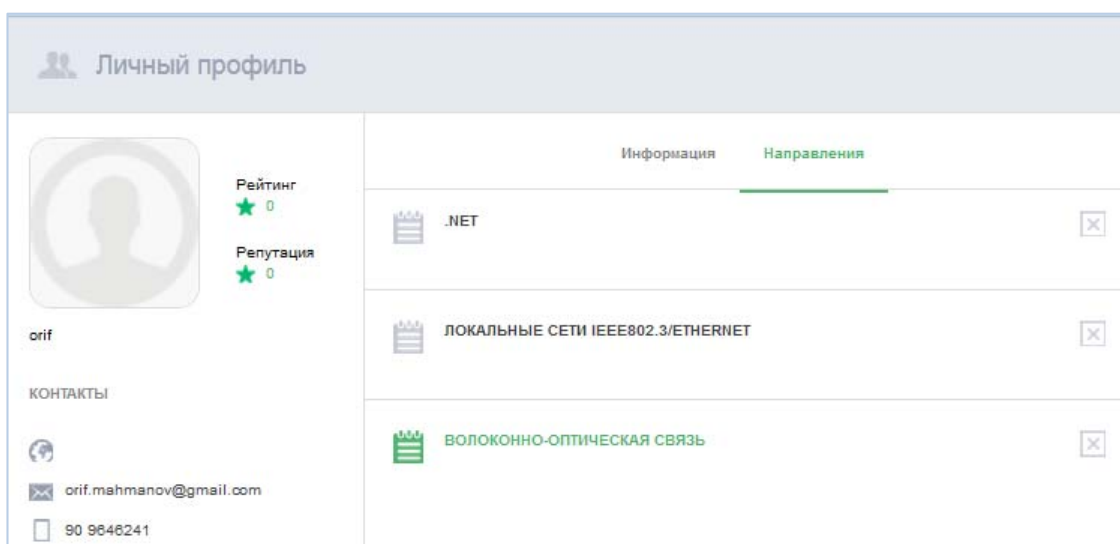 Личный профиль
Рейтинг
0
Репутация
0
orif
КОНТАКТЫ
orif.mahmanov@gmail.com
90 9646241
Информация Направления
.NET
ЛОКАЛЬНЫЕ СЕТИ IEEE802.3/ETHERNET
ВОЛОКОННО-ОПТИЧЕСКАЯ СВЯЗЬ